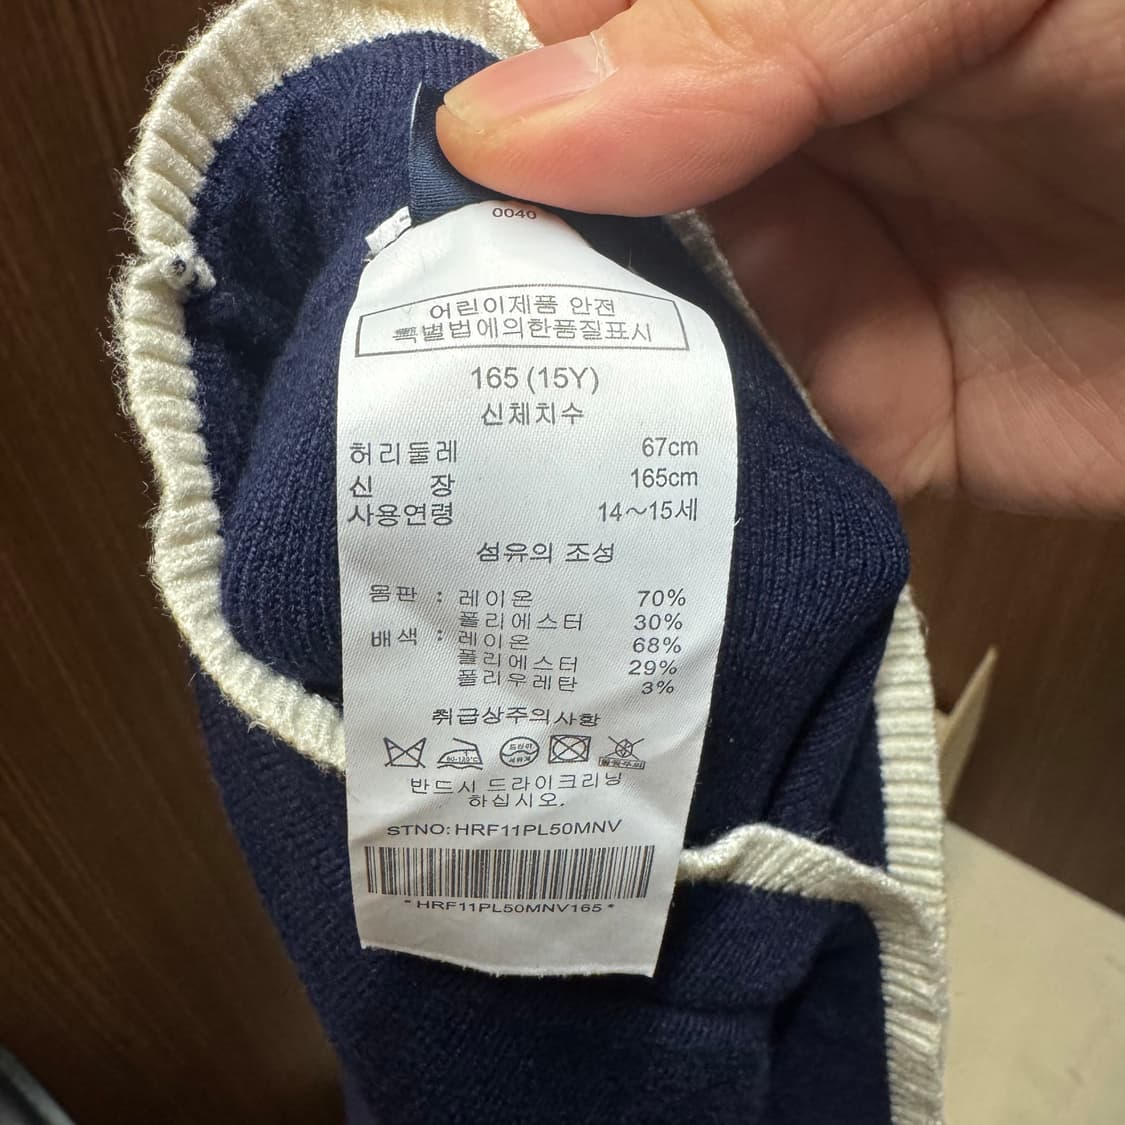 0040
어린이제품 안전
특별법에의한품질표시
165 (15Y)
신체치수
허리둘레 67cm
신 장 165cm
사용연령 14~15세
섬유의 조성
몸판 : 레이온 70%
폴리에스터 30%
배색 : 레이온 68%
폴리에스터 29%
폴리우레탄 3%
취급상주의사항
드라이
반드시 드라이크리닝
하십시오.
STNO: HRF11PL50MNV
*HRF11PL50MNV165*